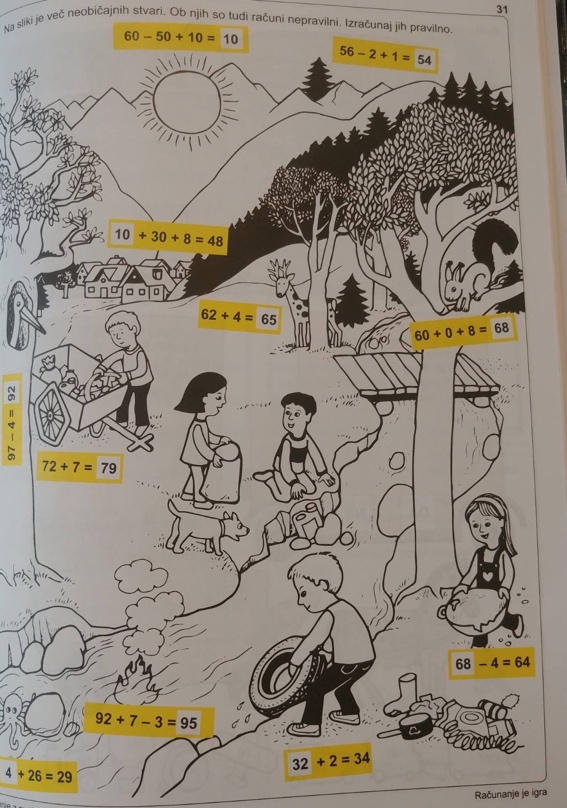 31
Na sliki je več neobičajnih stvari. Ob njih so tudi računi nepravilni. Izračunaj jih pravilno.
60 – 50 + 10 = 10
56 – 2 + 1 = 54
10 + 30 + 8 = 48
62 + 4 = 65
60 + 0 + 8 = 68
97 – 4 = 92
72 + 7 = 79
68 – 4 = 64
92 + 7 – 3 = 95
32 + 2 = 34
4 + 26 = 29
Računanje je igra